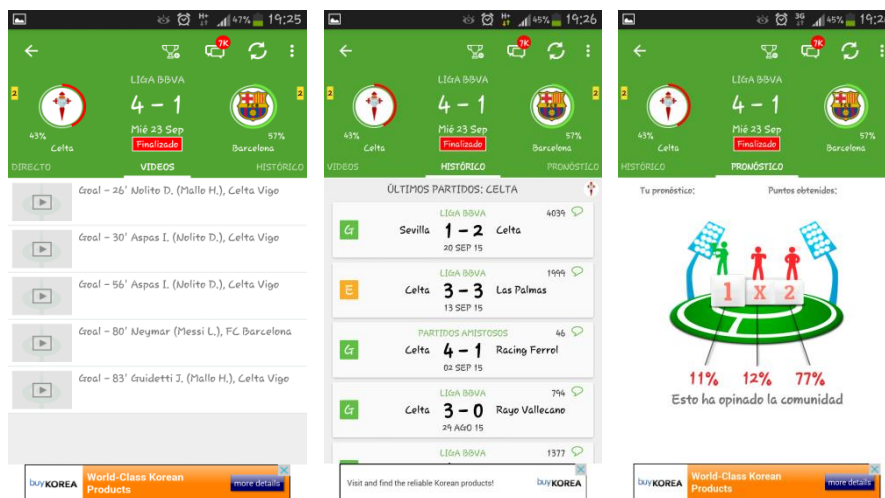 47% 19:25
7K
LIGA BBVA
4 – 1
Mié 23 Sep
Finalizado
2
2
43%
57%
Celta
Barcelona
DIRECTO VIDEOS HISTÓRICO
Goal – 26' Nolito D. (Mallo H.), Celta Vigo
Goal – 30' Aspas I. (Nolito D.), Celta Vigo
Goal – 56' Aspas I. (Nolito D.), Celta Vigo
Goal – 80' Neymar (Messi L.), FC Barcelona
Goal – 83' Guidetti J. (Mallo H.), Celta Vigo
buyKOREA World-Class Korean Products more details
H+ 45% 19:26
7K
LIGA BBVA
4 – 1
Mié 23 Sep
Finalizado
2
2
43%
57%
Celta
Barcelona
VIDEOS HISTÓRICO PRONÓSTICO
ÚLTIMOS PARTIDOS: CELTA
LIGA BBVA 4039
G Sevilla 1 – 2 Celta
20 SEP 15
LIGA BBVA 1999
E Celta 3 – 3 Las Palmas
13 SEP 15
PARTIDOS AMISTOSOS 46
G Celta 4 – 1 Racing Ferrol
02 SEP 15
LIGA BBVA 794
G Celta 3 – 0 Rayo Vallecano
29 AGO 15
LIGA BBVA 1377
Visit and find the reliable Korean products! buyKOREA
3G 45%
7K
LIGA BBVA
4 – 1
Mié 23 Sep
Finalizado
2
2
43%
57%
Celta
Barcelona
HISTÓRICO PRONÓSTICO
Tu pronóstico: Puntos obtenidos:
1 X 2
11% 12% 77%
Esto ha opinado la comunidad
buyKOREA World-Class Korean Products more details